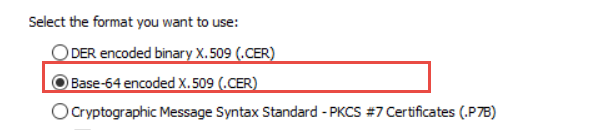 Select the format you want to use:
DER encoded binary X.509 (.CER)
Base-64 encoded X.509 (.CER)
Cryptographic Message Syntax Standard - PKCS #7 Certificates (.P7B)